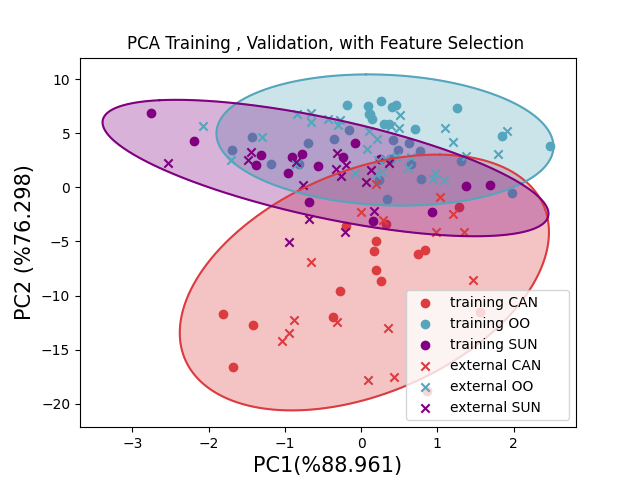 PCA Training , Validation, with Feature Selection
10
5
0
−5
−10
−15
−20
PC2 (%76.298)
training CAN
training OO
training SUN
external CAN
external OO
external SUN
−3
−2
−1
0
1
2
PC1(%88.961)